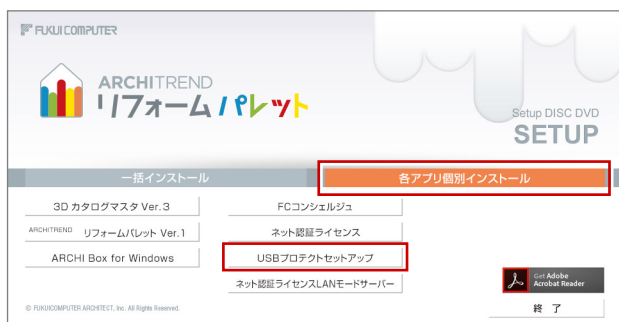 FUKUI COMPUTER
ARCHITREND
リフォームパレット
Setup DISC DVD
SETUP
一括インストール
各アプリ個別インストール
3D カタログマスタ Ver.3
FCコンシェルジュ
ARCHITREND リフォームパレット Ver.1
ネット認証ライセンス
ARCHI Box for Windows
USBプロテクトセットアップ
ネット認証ライセンスLANモードサーバー
Get Adobe
Acrobat Reader
© FUKUICOMPUTER ARCHITECT, Inc. All Rights Reserved.
終 了